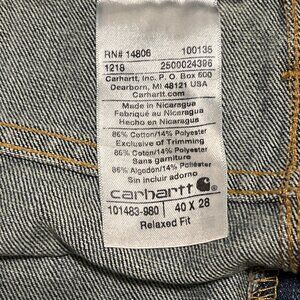 RN# 14806 100135
1218 2500024396
Carhartt, Inc. P. O. Box 600
Dearborn, MI 48121 USA
Carhartt.com
Made in Nicaragua
Fabriqué au Nicaragua
Hecho en Nicaragua
86% Cotton/14% Polyester
Exclusive of Trimming
86% Coton/14% Polyester
Sans garniture
86% Algodón/14% Poliéster
Sin incluir adorno
carhartt
101483-980 40 X 28
Relaxed Fit